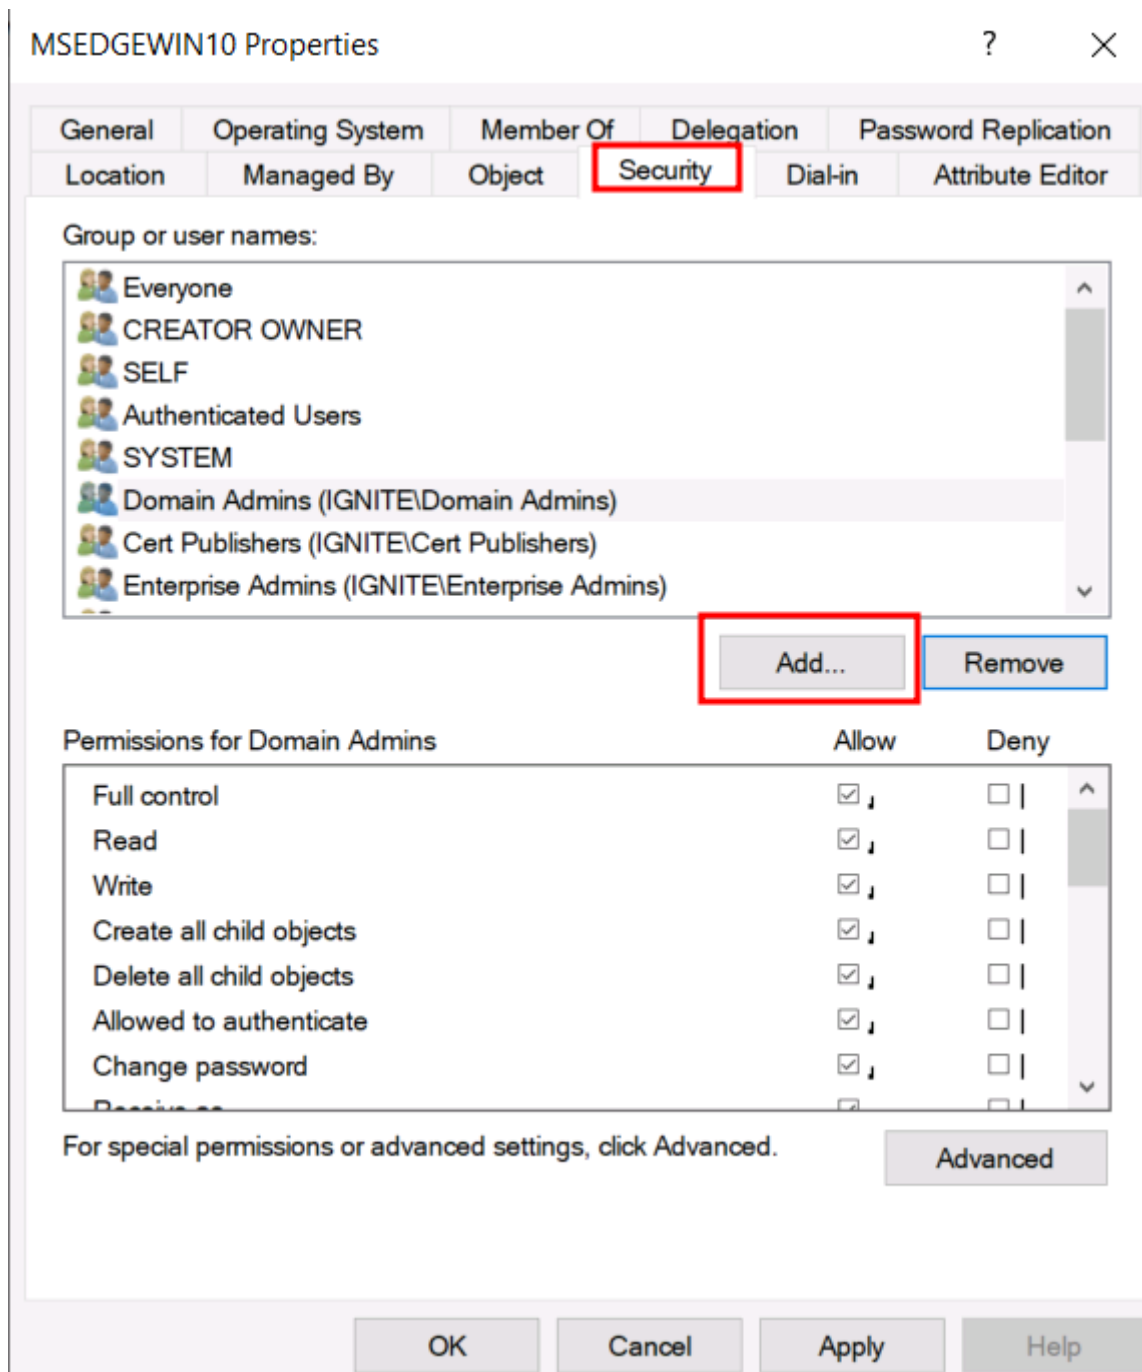 MSEDGEWIN10 Properties ? ×
General Operating System Member Of Delegation Password Replication
Location Managed By Object Security Dial-in Attribute Editor
Group or user names:
Everyone
CREATOR OWNER
SELF
Authenticated Users
SYSTEM
Domain Admins (IGNITE\Domain Admins)
Cert Publishers (IGNITE\Cert Publishers)
Enterprise Admins (IGNITE\Enterprise Admins)
Add... Remove
Permissions for Domain Admins Allow Deny
Full control
Read
Write
Create all child objects
Delete all child objects
Allowed to authenticate
Change password
Receive as
For special permissions or advanced settings, click Advanced. Advanced
OK Cancel Apply Help